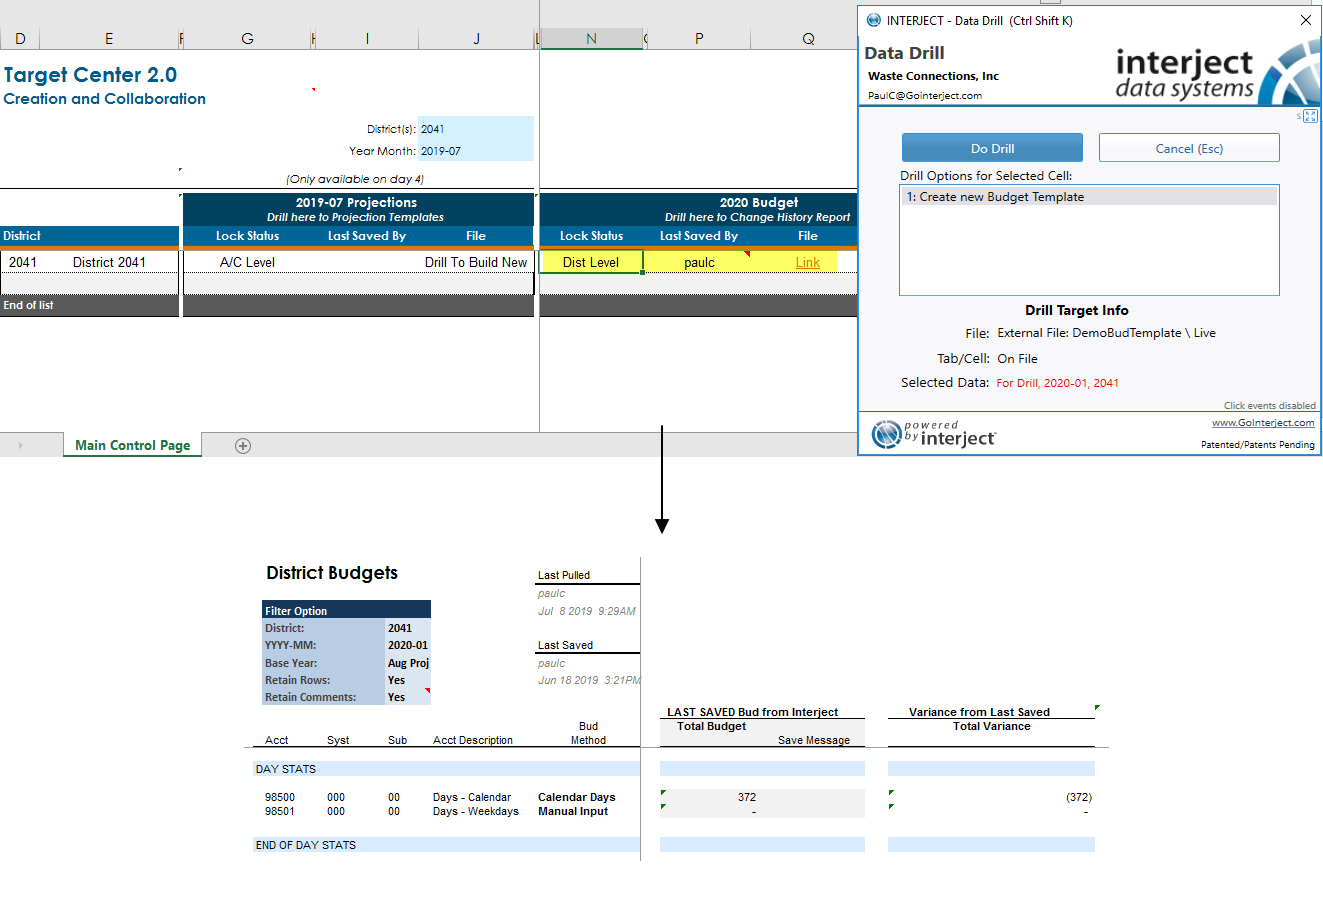 D E F G H I J L N O P Q
Target Center 2.0
Creation and Collaboration
District(s): 2041
Year Month: 2019-07
(Only available on day 4)
2019-07 Projections
Drill here to Projection Templates
2020 Budget
Drill here to Change History Report
District Lock Status Last Saved By File Lock Status Last Saved By File
2041 District 2041 A/C Level Drill To Build New Dist Level paulc Link
End of list
Main Control Page
INTERJECT - Data Drill (Ctrl Shift K)
Data Drill
Waste Connections, Inc
PaulC@Gointerject.com
interject
data systems
S
Do Drill Cancel (Esc)
Drill Options for Selected Cell:
1: Create new Budget Template
Drill Target Info
File: External File: DemoBudTemplate \ Live
Tab/Cell: On File
Selected Data: For Drill, 2020-01, 2041
Click events disabled
powered
by interject
www.GoInterject.com
Patented/Patents Pending
District Budgets
Last Pulled
paulc
Jul 8 2019 9:29AM
Filter Option
District: 2041
YYYY-MM: 2020-01
Base Year: Aug Proj
Retain Rows: Yes
Retain Comments: Yes
Last Saved
paulc
Jun 18 2019 3:21PM
LAST SAVED Bud from Interject Variance from Last Saved
Bud Total Budget Total Variance
Acct Syst Sub Acct Description Method Save Message
DAY STATS
98500 000 00 Days - Calendar Calendar Days 372 (372)
98501 000 00 Days - Weekdays Manual Input - -
END OF DAY STATS